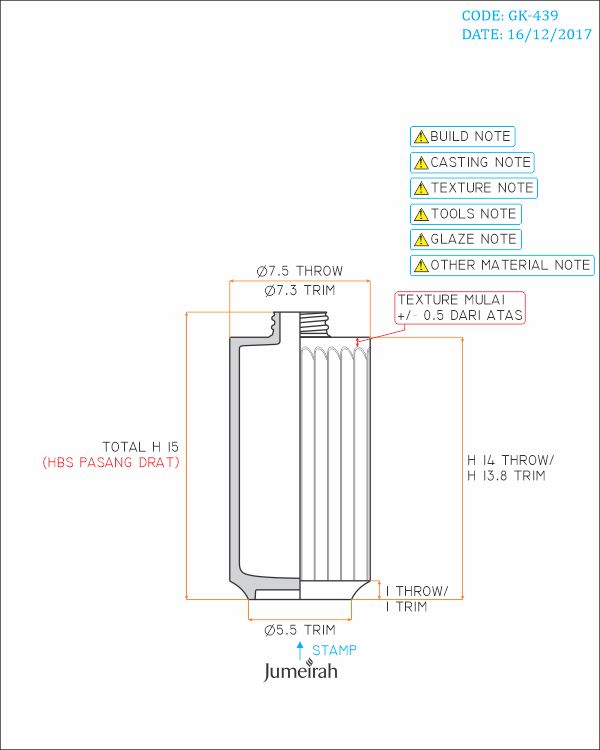 CODE: GK-439
DATE: 16/12/2017
BUILD NOTE
CASTING NOTE
TEXTURE NOTE
TOOLS NOTE
GLAZE NOTE
OTHER MATERIAL NOTE
Ø7.5 THROW
Ø7.3 TRIM
TEXTURE MULAI
+/- 0.5 DARI ATAS
TOTAL H 15
(HBS PASANG DRAT)
H 14 THROW/
H 13.8 TRIM
1 THROW/
1 TRIM
Ø5.5 TRIM
STAMP
Jumeirah